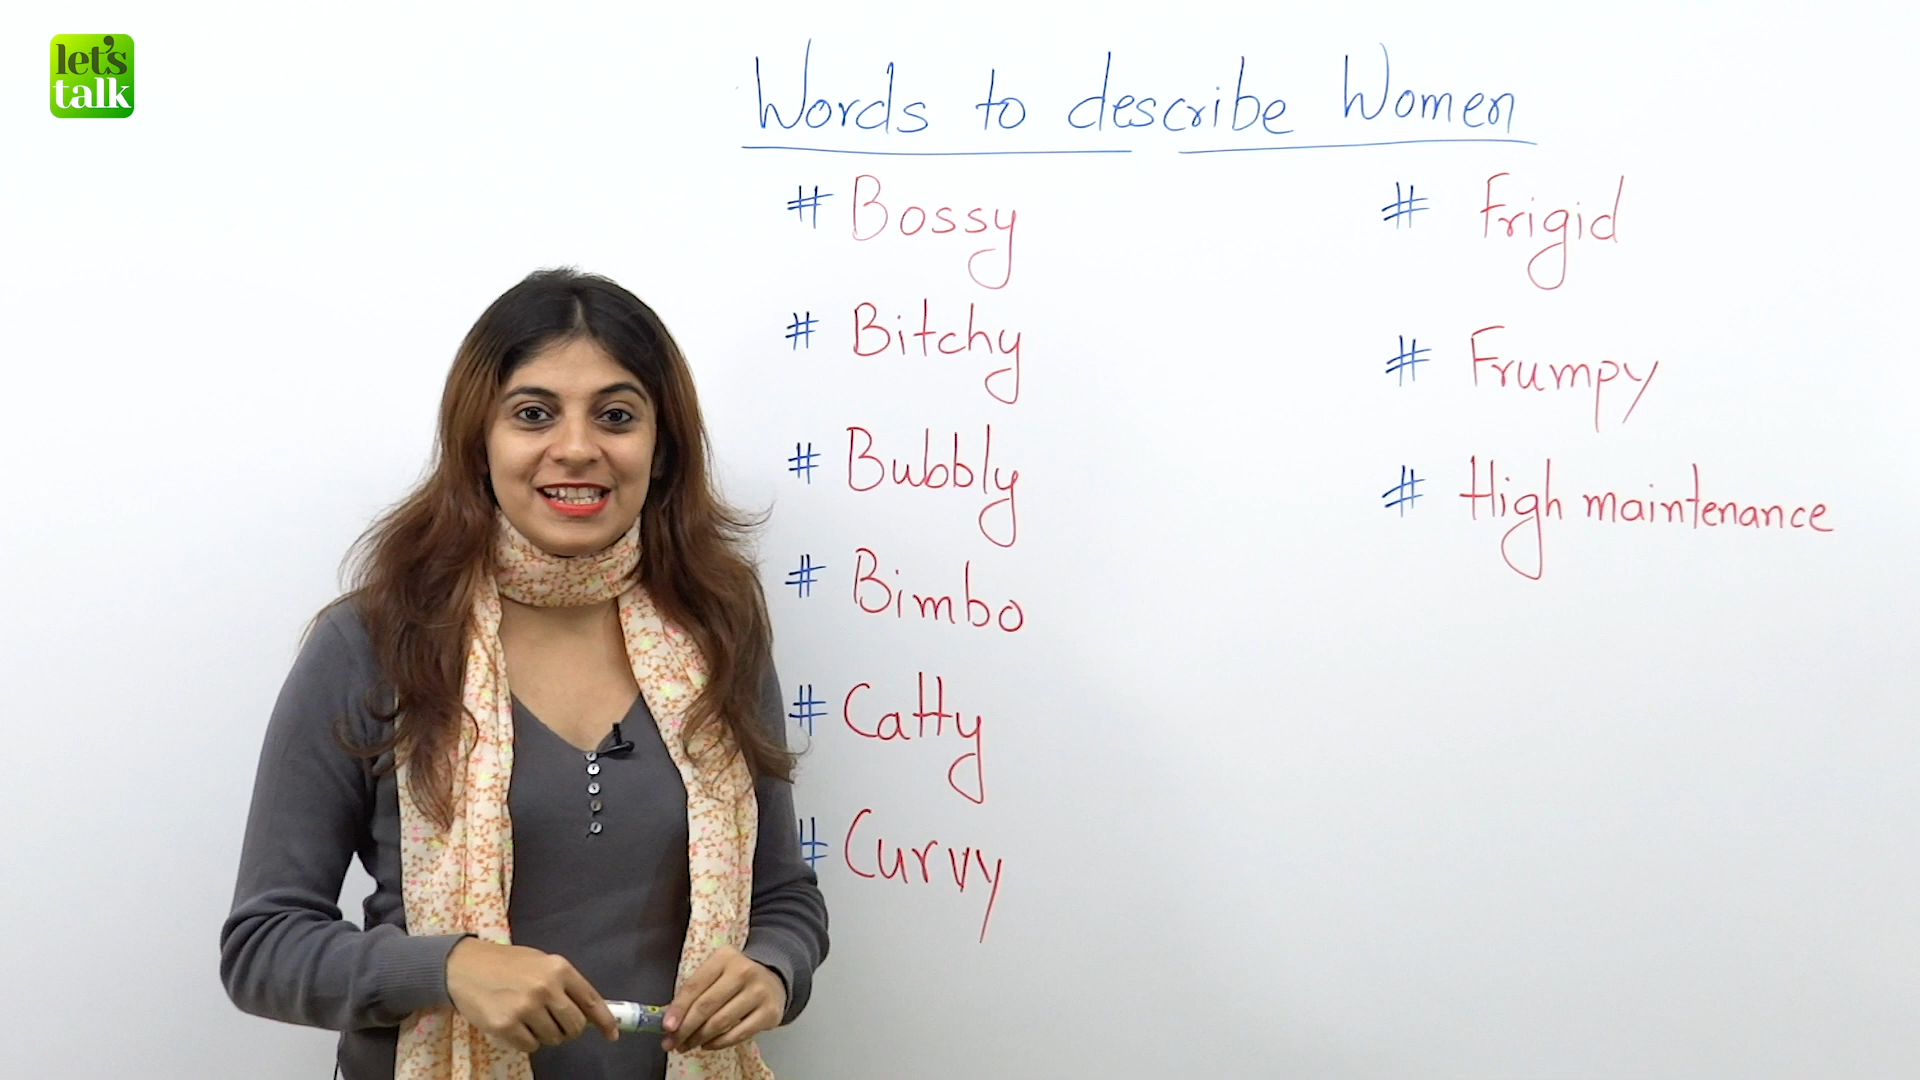 let's
talk
Words to describe Women
# Bossy
# Bitchy
# Bubbly
# Bimbo
# Catty
# Curvy
# Frigid
# Frumpy
# High maintenance